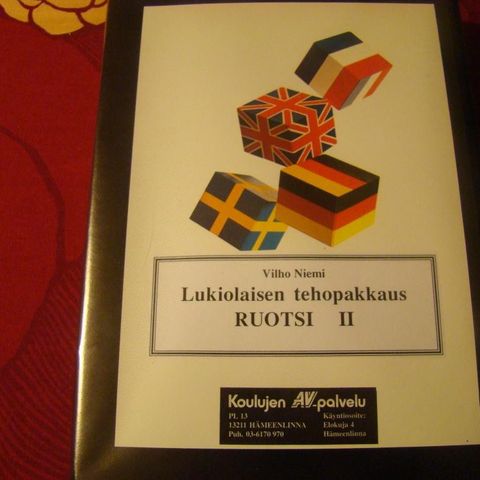 Vilho Niemi
Lukiolaisen tehopakkaus
RUOTSI II
Koulujen AV-palvelu
PL 13
13211 HÄMEENLINNA
Puh. 03-6170 970
Käyntiosoite:
Elokuja 4
Hämeenlinna